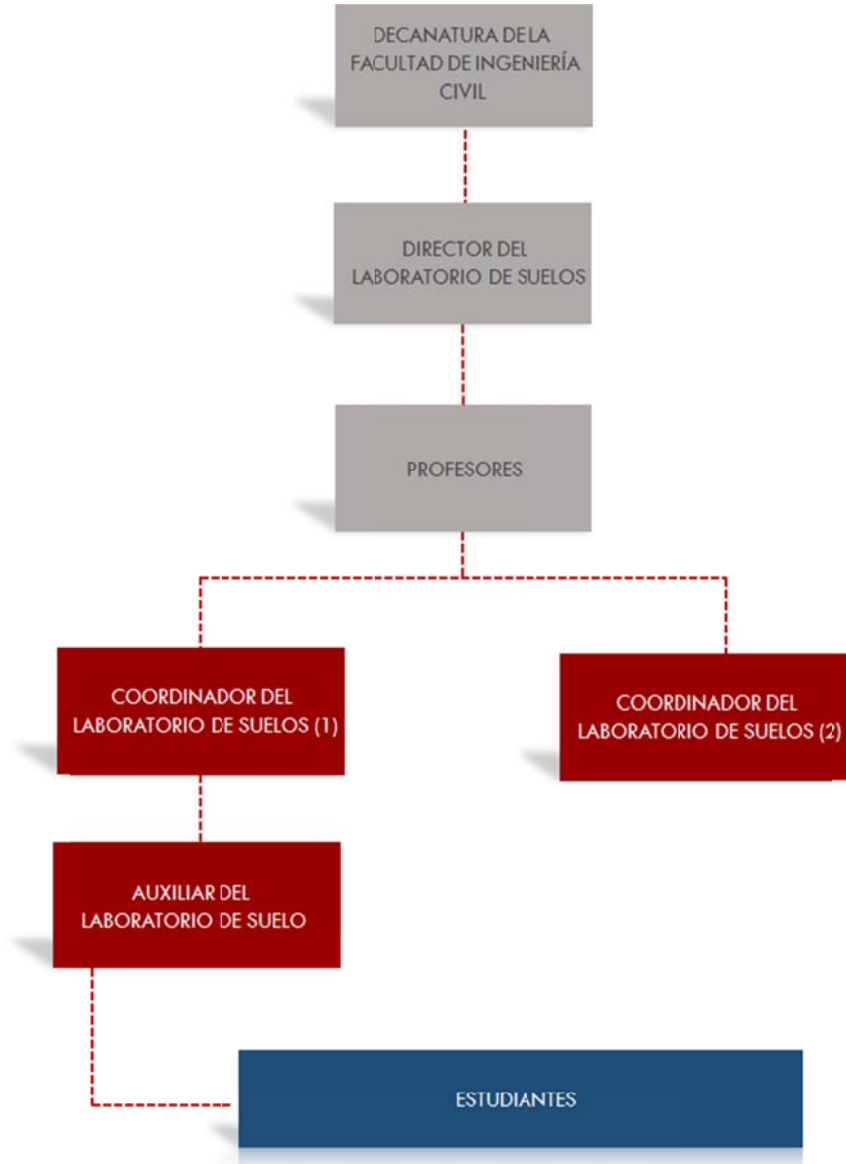 DECANATURA DE LA
FACULTAD DE INGENIERÍA
CIVIL
DIRECTOR DEL
LABORATORIO DE SUELOS
PROFESORES
COORDINADOR DEL
LABORATORIO DE SUELOS (1)
COORDINADOR DEL
LABORATORIO DE SUELOS (2)
AUXILIAR DEL
LABORATORIO DE SUELO
ESTUDIANTES